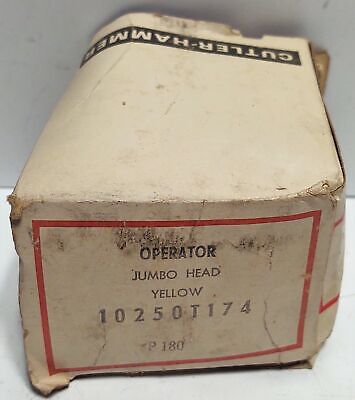 CUTLER-HAMMER
OPERATOR
JUMBO HEAD
YELLOW
10250T174
P 180